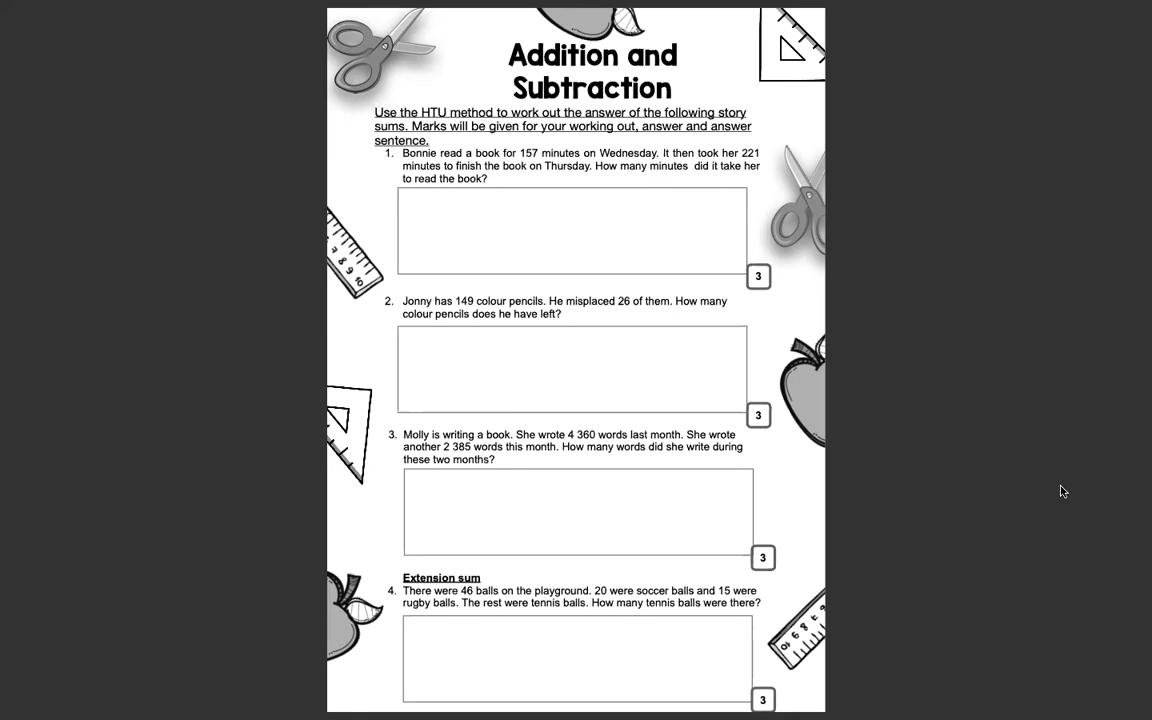 Addition and
Subtraction
Use the HTU method to work out the answer of the following story
sums. Marks will be given for your working out, answer and answer
sentence.
1. Bonnie read a book for 157 minutes on Wednesday. It then took her 221
minutes to finish the book on Thursday. How many minutes did it take her
to read the book?
3
2. Jonny has 149 colour pencils. He misplaced 26 of them. How many
colour pencils does he have left?
3
3. Molly is writing a book. She wrote 4 360 words last month. She wrote
another 2 385 words this month. How many words did she write during
these two months?
3
Extension sum
4. There were 46 balls on the playground. 20 were soccer balls and 15 were
rugby balls. The rest were tennis balls. How many tennis balls were there?
3
7 8 9 10